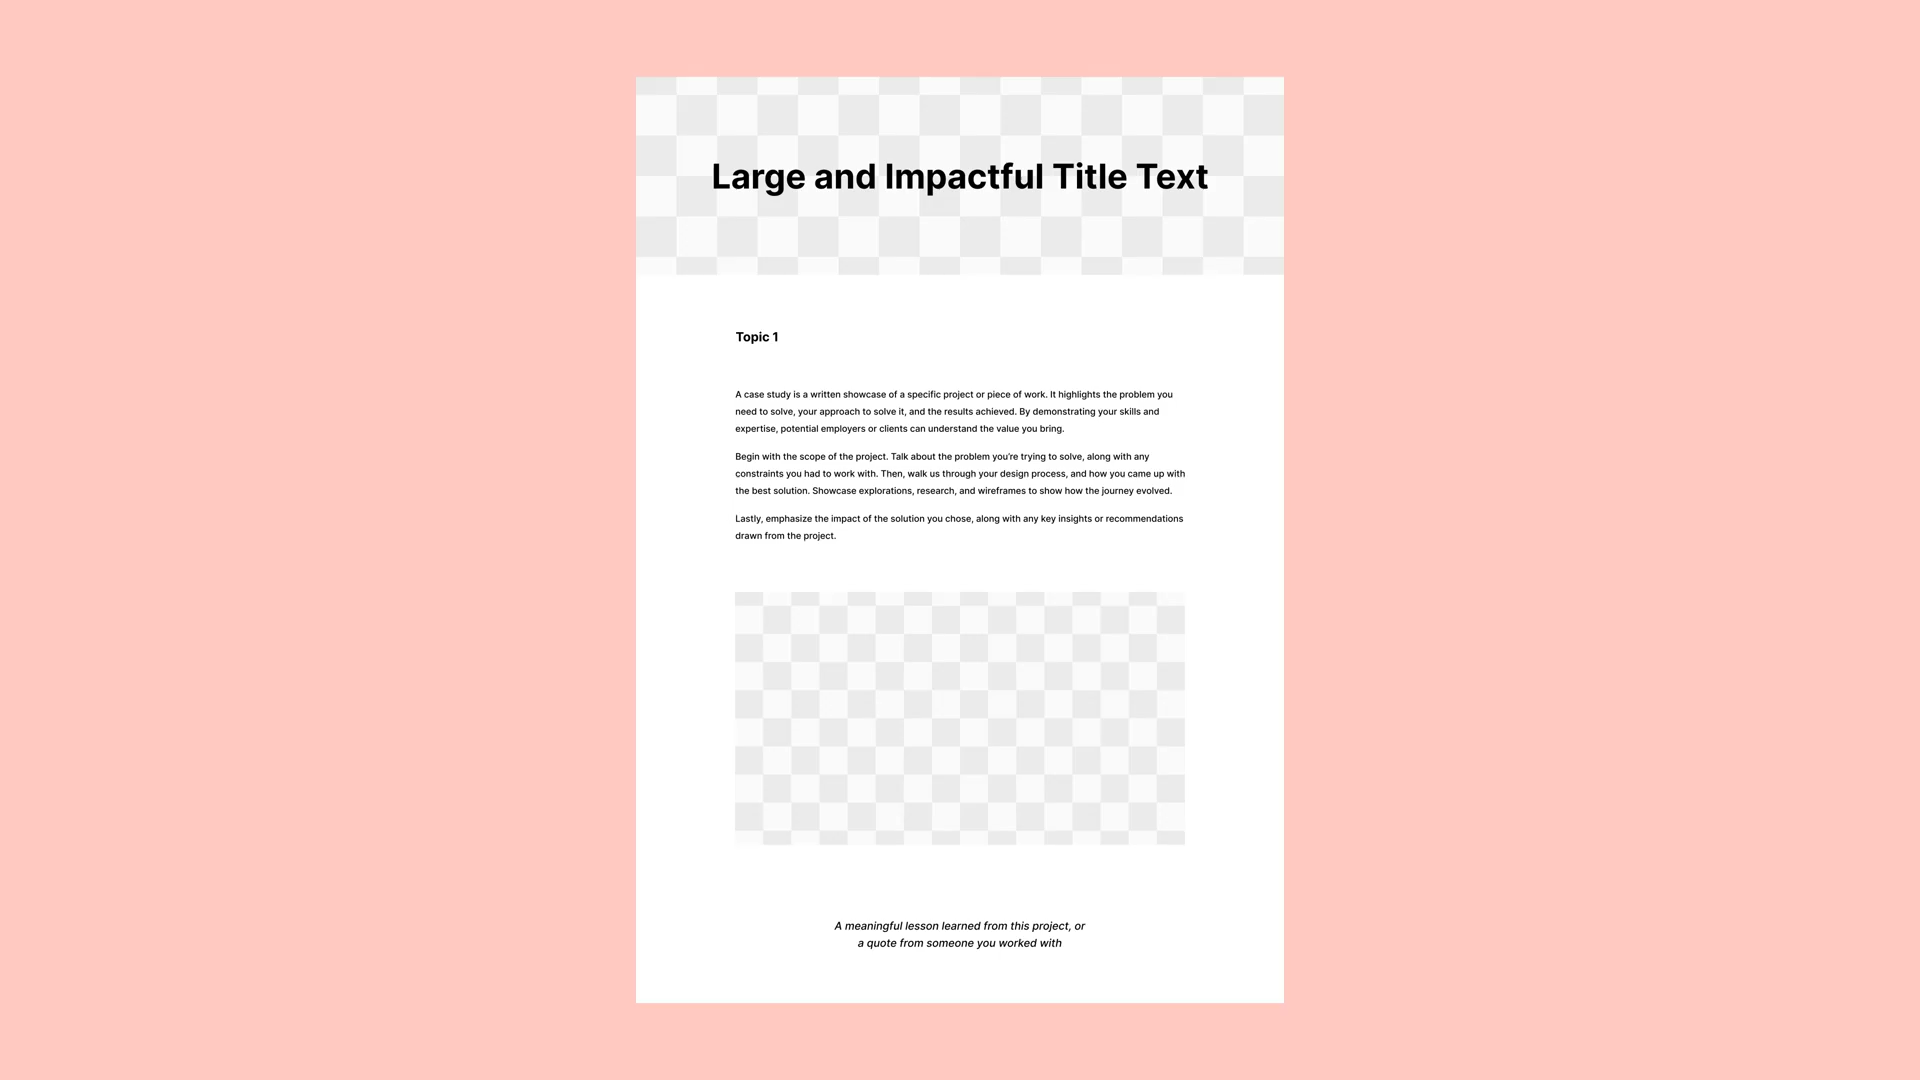 Large and Impactful Title Text
Topic 1
A case study is a written showcase of a specific project or piece of work. It highlights the problem you
need to solve, your approach to solve it, and the results achieved. By demonstrating your skills and
expertise, potential employers or clients can understand the value you bring.
Begin with the scope of the project. Talk about the problem you’re trying to solve, along with any
constraints you had to work with. Then, walk us through your design process, and how you came up with
the best solution. Showcase explorations, research, and wireframes to show how the journey evolved.
Lastly, emphasize the impact of the solution you chose, along with any key insights or recommendations
drawn from the project.
A meaningful lesson learned from this project, or
a quote from someone you worked with